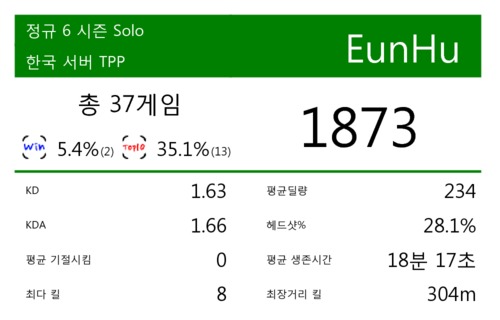 정규 6 시즌 Solo
한국 서버 TPP
EunHu
총 37게임
Win 5.4%(2) TOP10 35.1%(13)
1873
KD 1.63
평균딜량 234
KDA 1.66
헤드샷% 28.1%
평균 기절시킴 0
평균 생존시간 18분 17초
최다 킬 8
최장거리 킬 304m